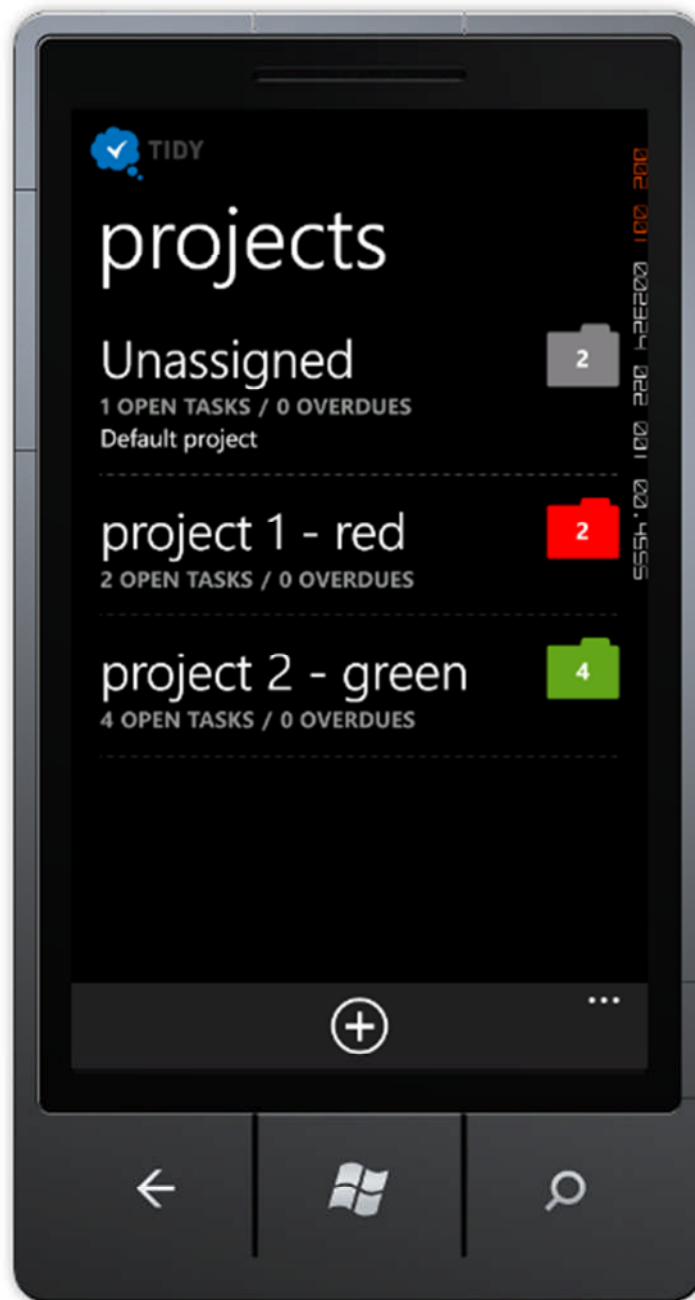 TIDY
projects
Unassigned
2
1 OPEN TASKS / 0 OVERDUES
Default project
project 1 - red
2
2 OPEN TASKS / 0 OVERDUES
project 2 - green
4
4 OPEN TASKS / 0 OVERDUES